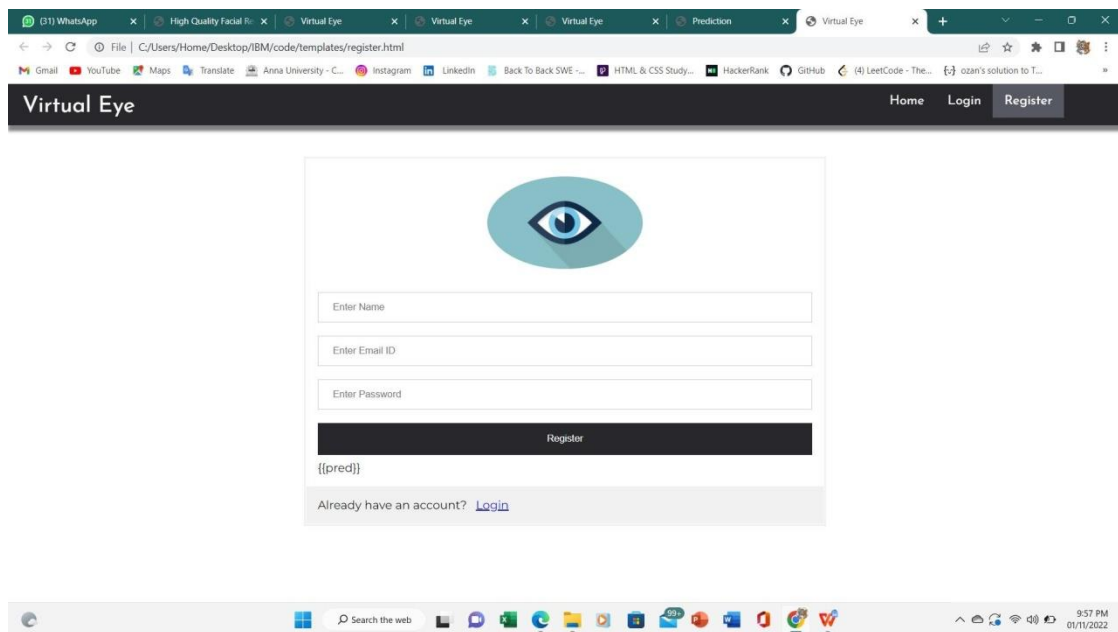 (31) WhatsApp
High Quality Facial Re
Virtual Eye
Virtual Eye
Virtual Eye
Prediction
Virtual Eye
File | C:/Users/Home/Desktop/IBM/code/templates/register.html
Gmail YouTube Maps Translate Anna University - C... Instagram LinkedIn Back To Back SWE -... HTML & CSS Study... HackerRank GitHub (4) LeetCode - The... ozan's solution to T... »
Virtual Eye Home Login Register
Enter Name
Enter Email ID
Enter Password
Register
{{pred}}
Already have an account? Login
Search the web 99+ 9:57 PM
01/11/2022